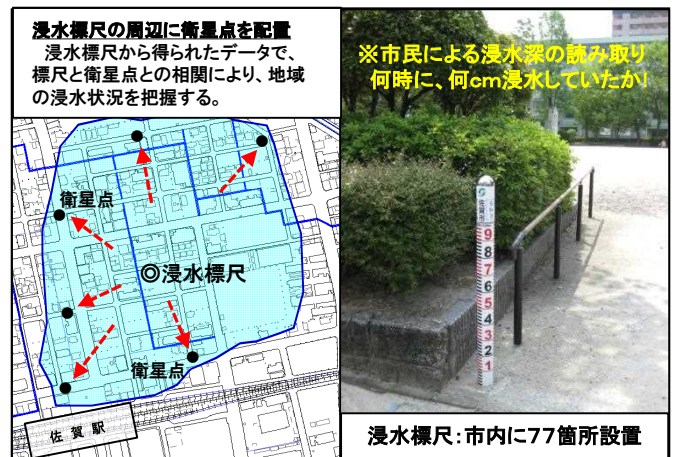 浸水標尺の周辺に衛星点を配置
浸水標尺から得られたデータで、
標尺と衛星点との相関により、地域
の浸水状況を把握する。
衛星点
◎浸水標尺
衛星点
佐賀駅
※市民による浸水深の読み取り
何時に、何cm浸水していたか!
佐賀市
9
8
7
6
5
4
3
2
1
浸水標尺:市内に77箇所設置